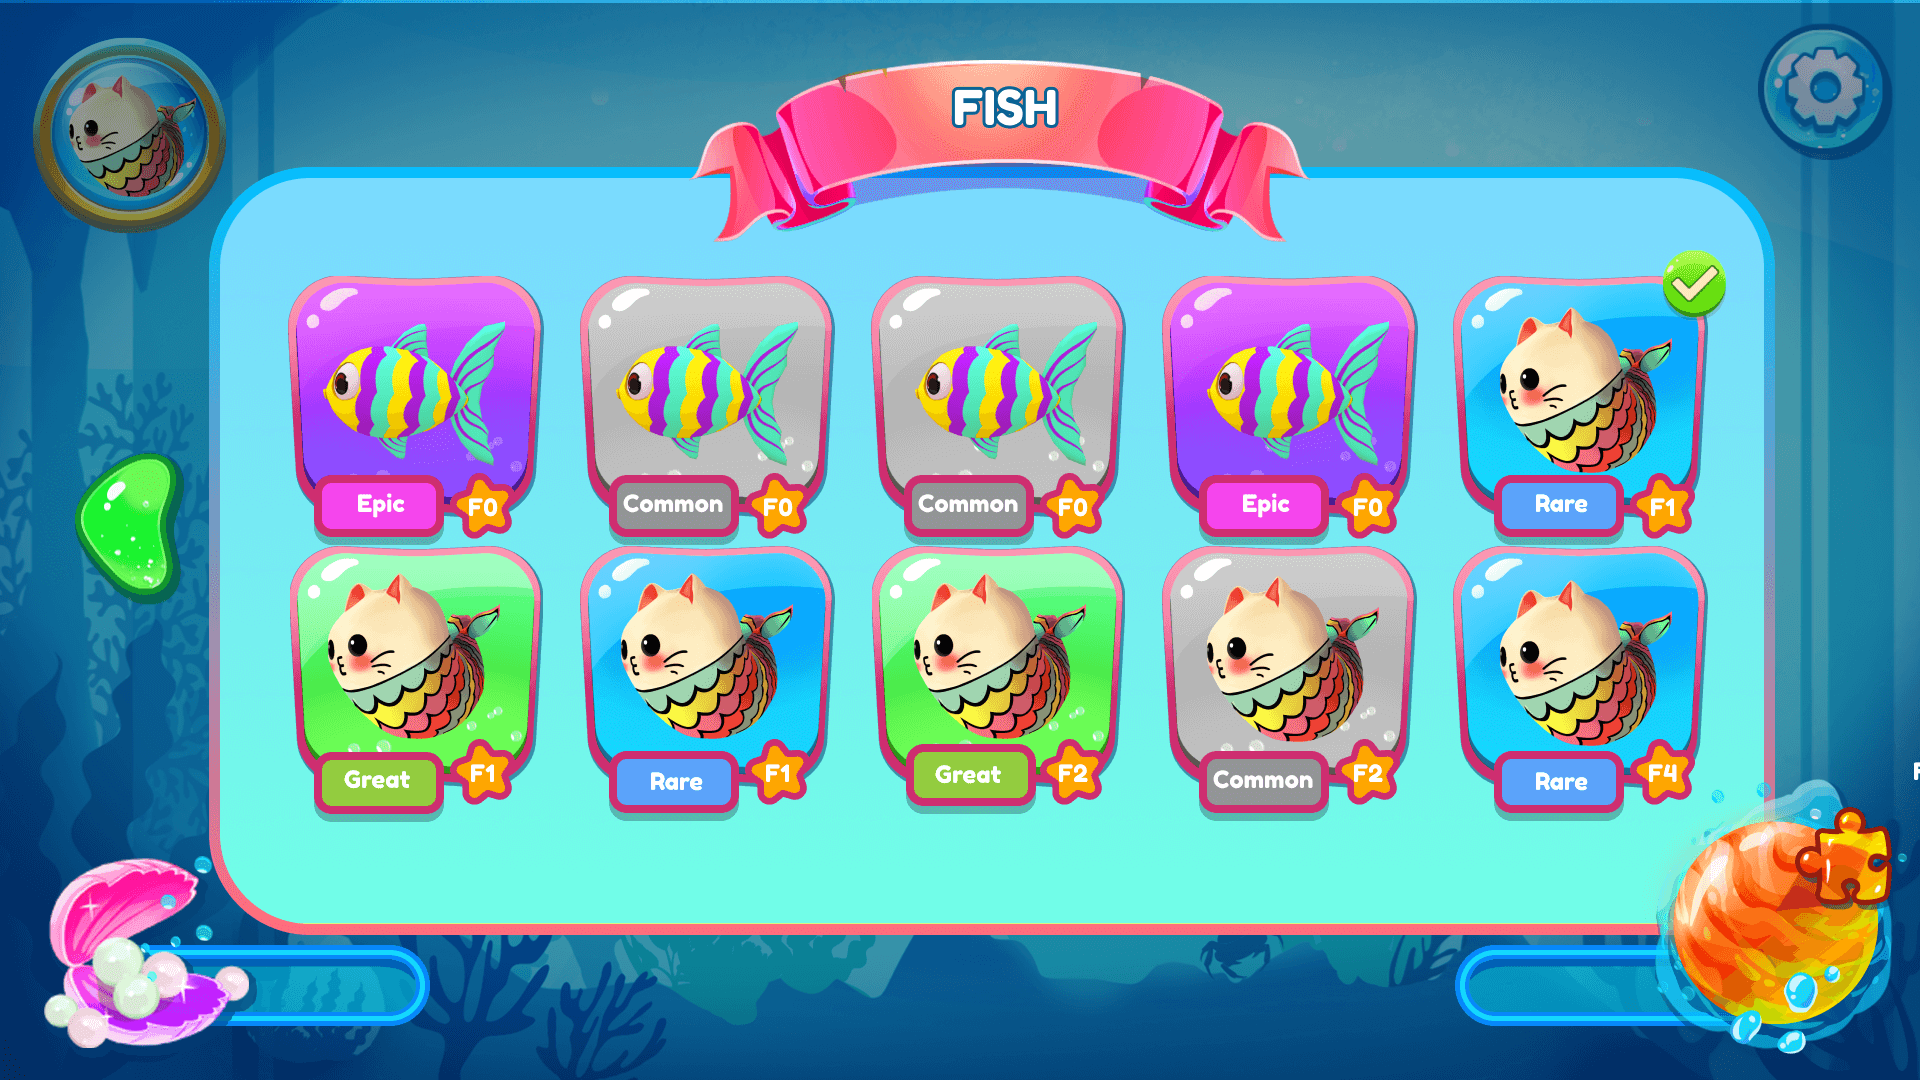 FISH
Epic F0
Common F0
Common F0
Epic F0
Rare F1
Great F1
Rare F1
Great F2
Common F2
Rare F4